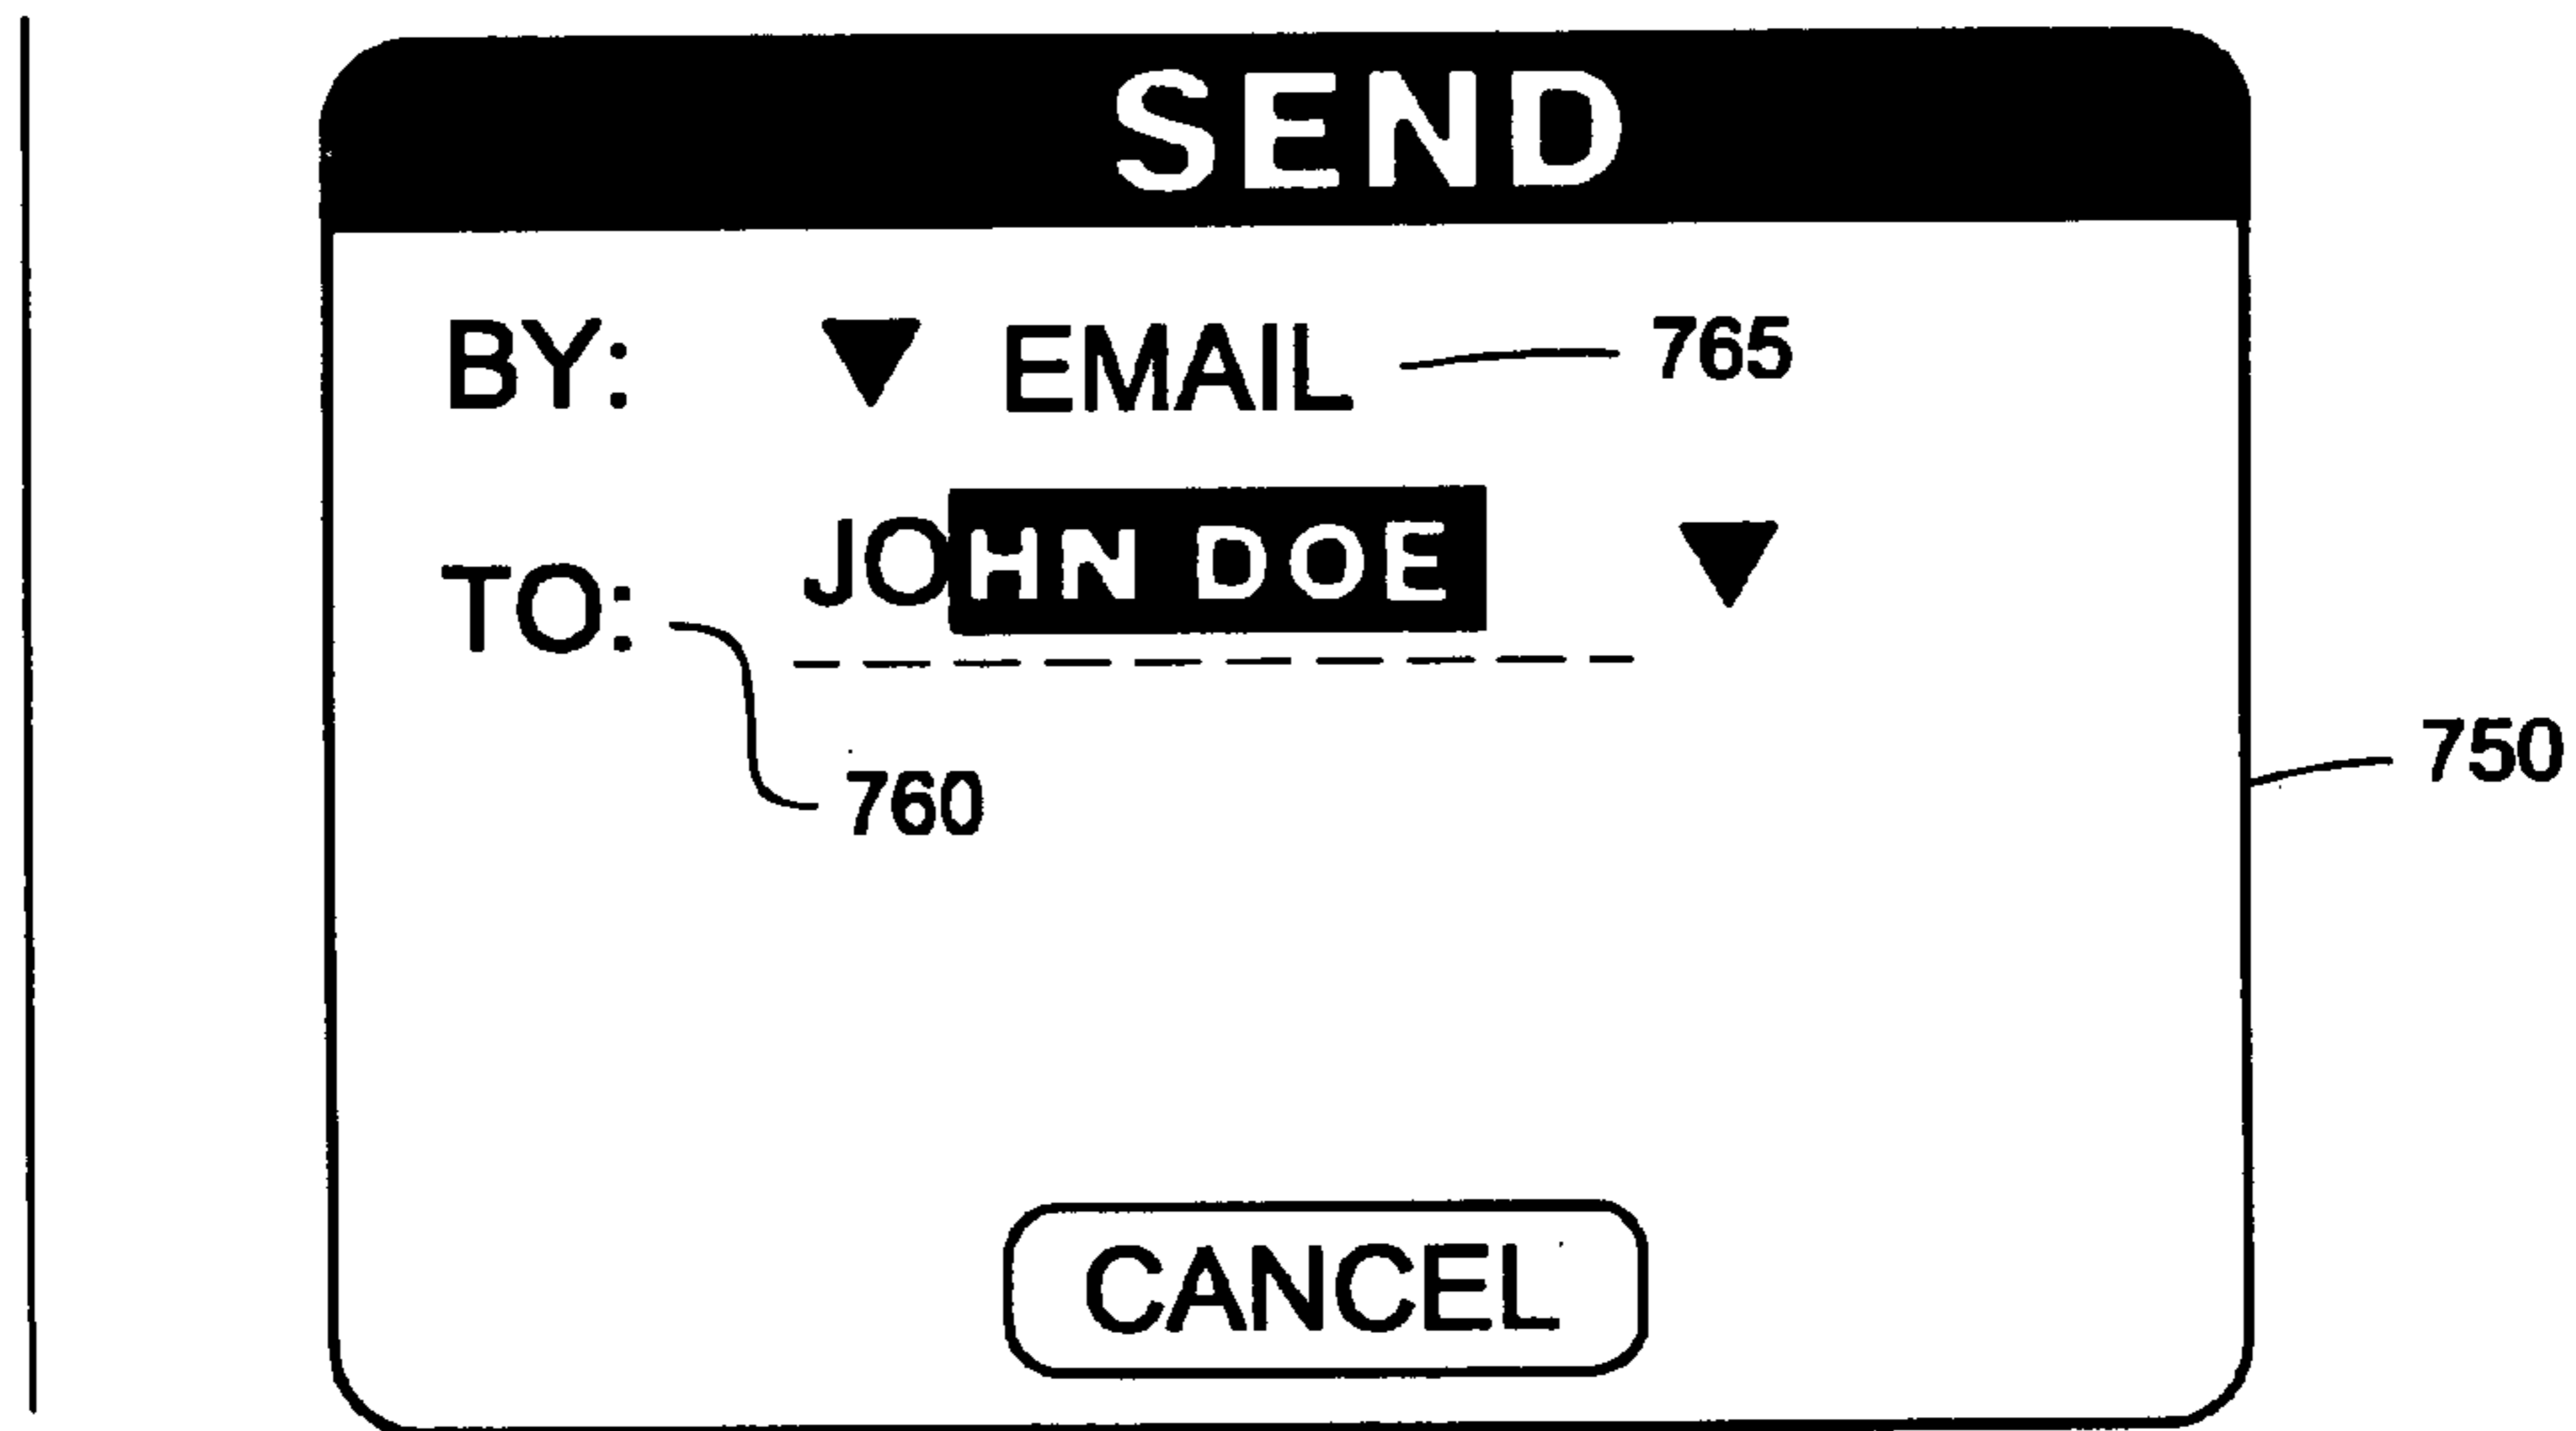 SEND
BY: ▼ EMAIL 765
JOHN DOE ▼
TO:
750
760
CANCEL